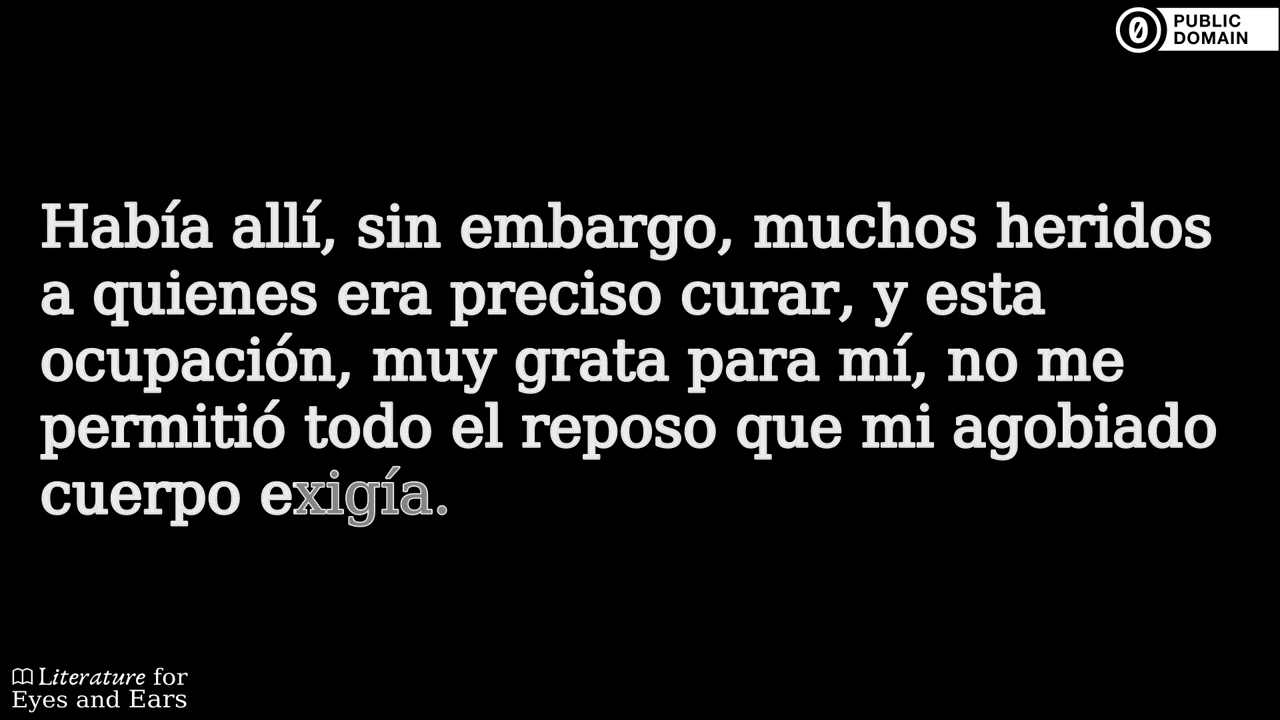 PUBLIC
DOMAIN
Había allí, sin embargo, muchos heridos
a quienes era preciso curar, y esta
ocupación, muy grata para mí, no me
permitió todo el reposo que mi agobiado
cuerpo exigía.
Literature for
Eyes and Ears